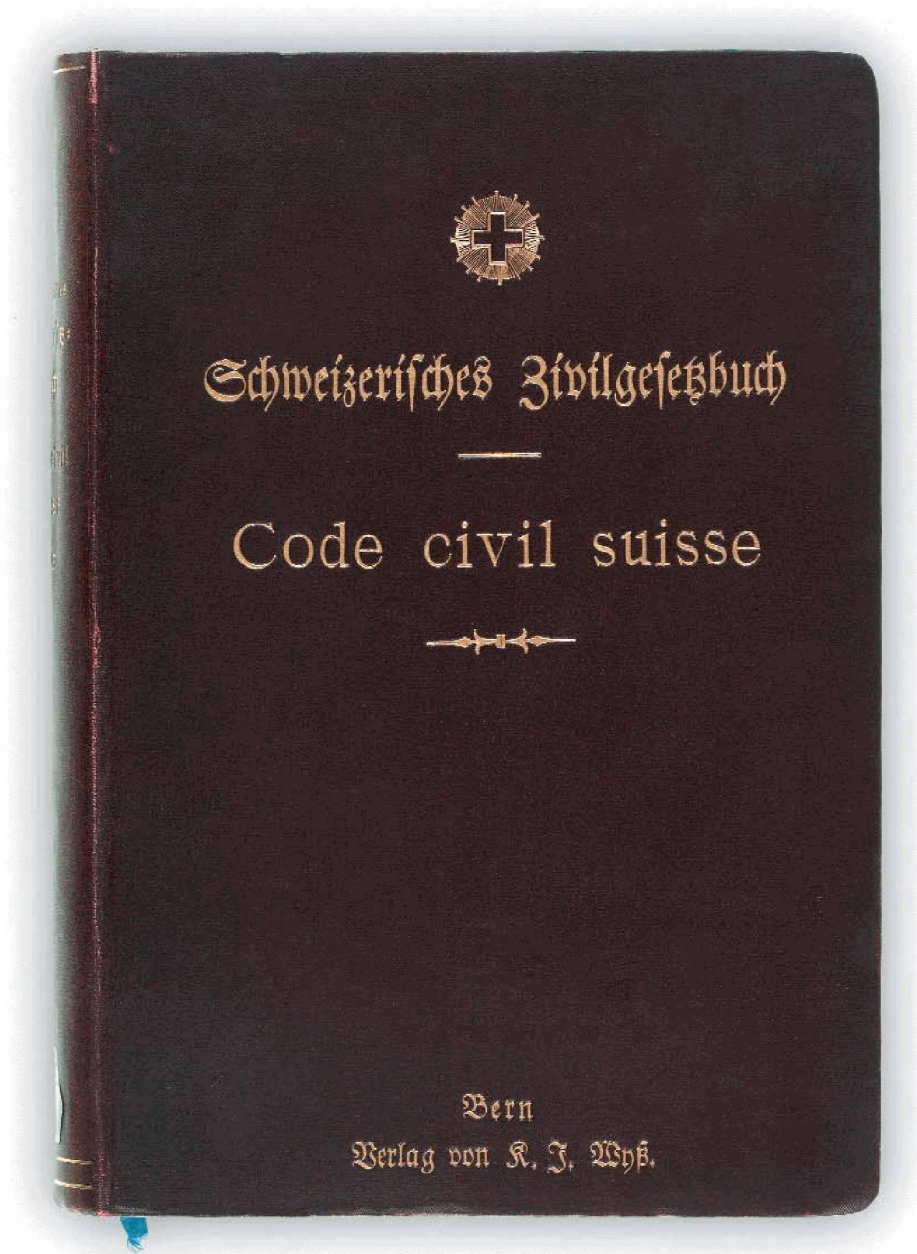 Schweizerisches Zivilgesetzbuch
Code civil suisse
Bern
Verlag von K. J. Wyß.